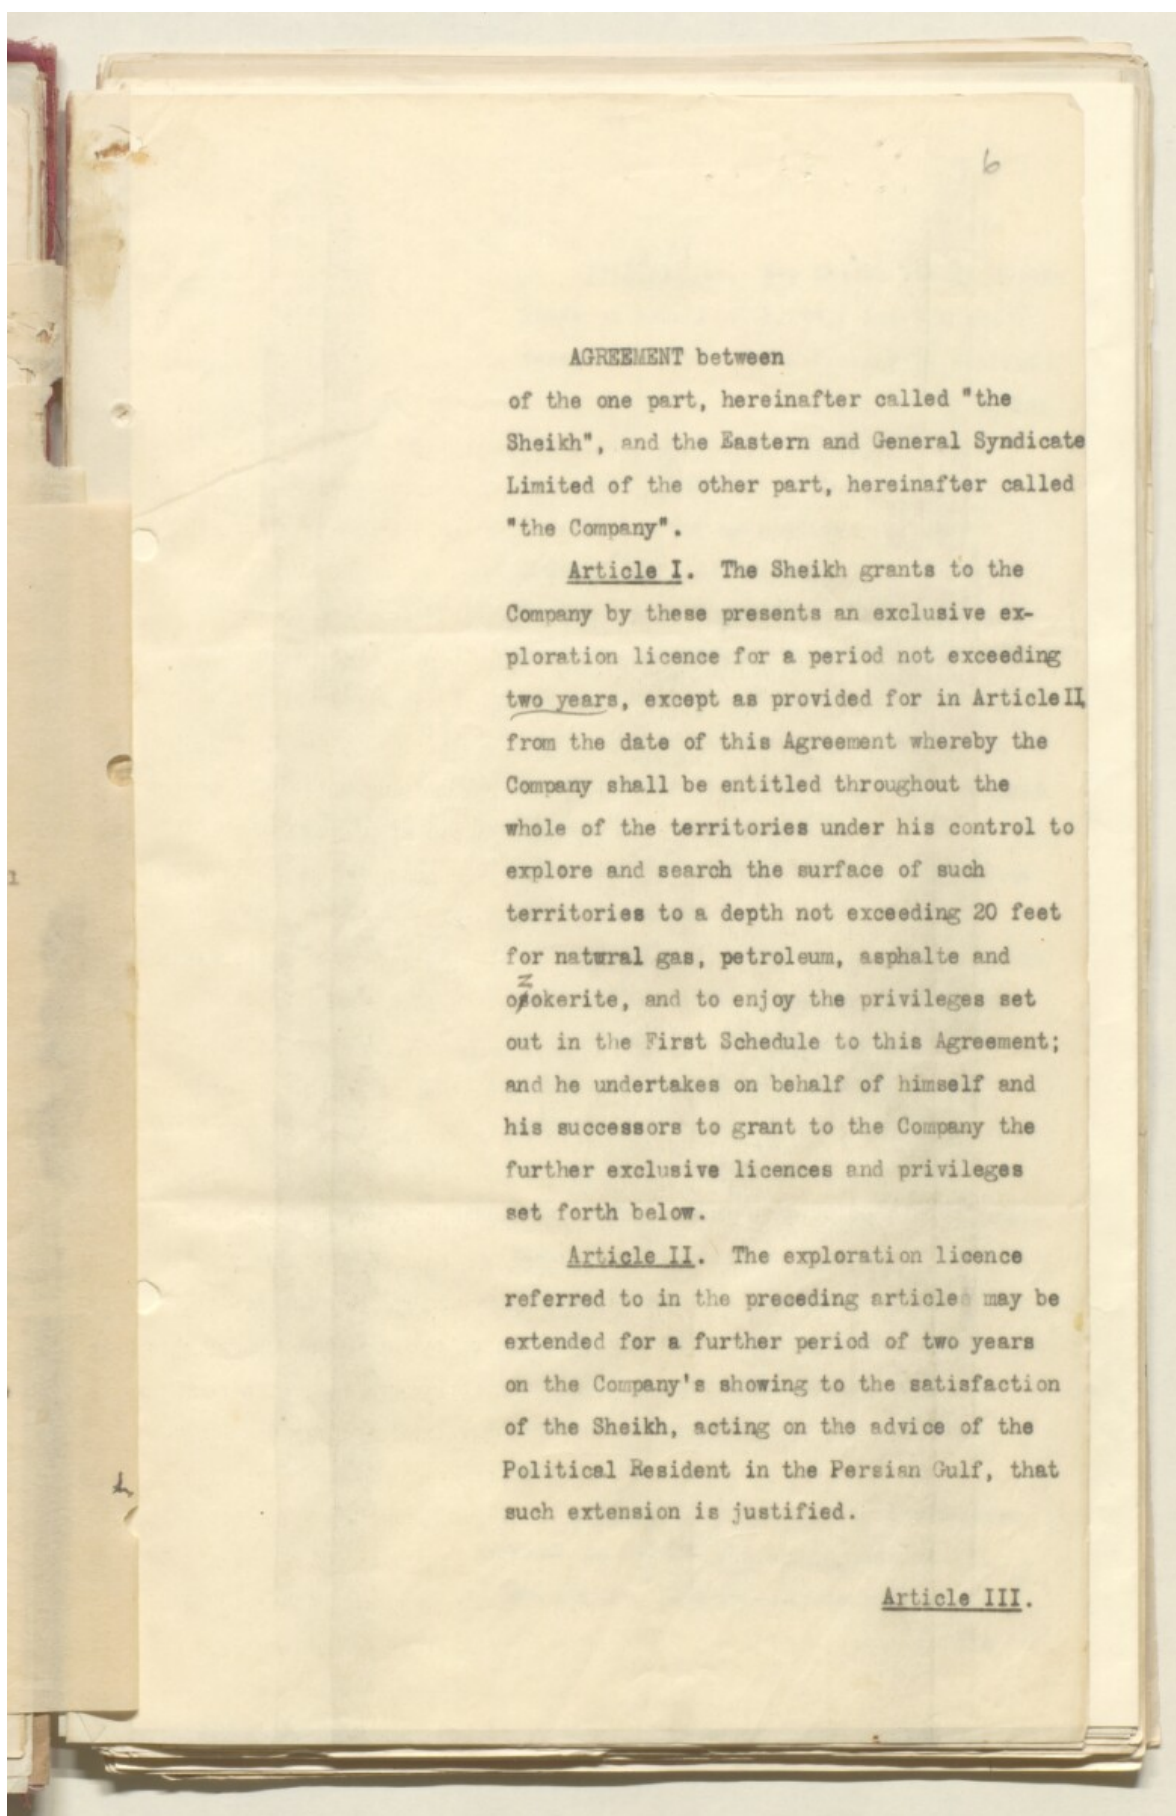 6
AGREEMENT between
of the one part, hereinafter called "the
Sheikh", and the Eastern and General Syndicate
Limited of the other part, hereinafter called
"the Company".
Article I. The Sheikh grants to the
Company by these presents an exclusive ex-
ploration licence for a period not exceeding
two years, except as provided for in Article II,
from the date of this Agreement whereby the
Company shall be entitled throughout the
whole of the territories under his control to
explore and search the surface of such
territories to a depth not exceeding 20 feet
for natural gas, petroleum, asphalte and
ozokerite, and to enjoy the privileges set
out in the First Schedule to this Agreement;
and he undertakes on behalf of himself and
his successors to grant to the Company the
further exclusive licences and privileges
set forth below.
Article II. The exploration licence
referred to in the preceding article may be
extended for a further period of two years
on the Company's showing to the satisfaction
of the Sheikh, acting on the advice of the
Political Resident in the Persian Gulf, that
such extension is justified.
Article III.